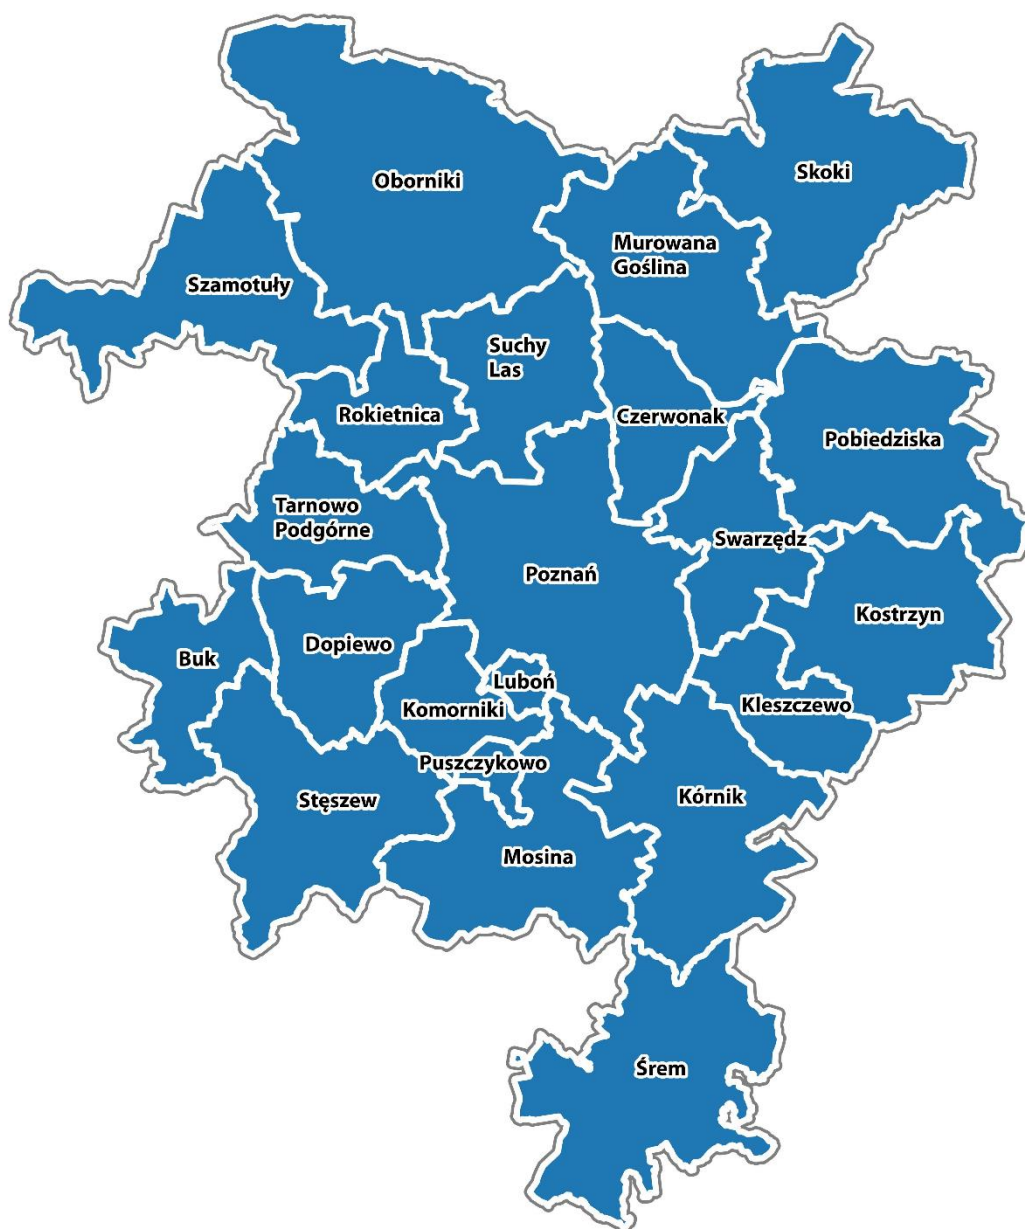 Skoki
Oborniki
Murowana
Goślina
Szamotuły
Suchy
Las
Rokietnica
Czerwonak
Pobiedziska
Tarnowo
Podgórne
Swarzędz
Poznań
Kostrzyn
Dopiewo
Buk
Luboń
Komorniki
Kleszczewo
Puszczykowo
Stęszew
Kórnik
Mosina
Śrem